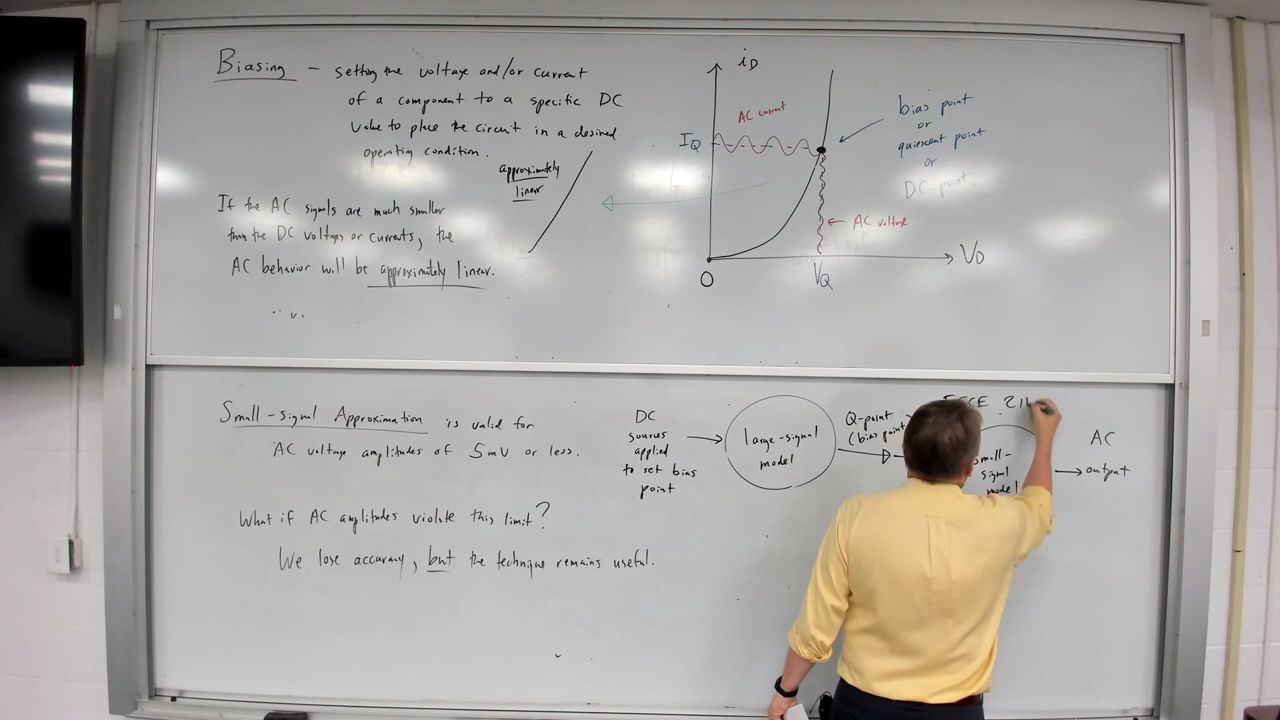 Biasing – setting the voltage and/or current
of a component to a specific DC
value to place the circuit in a desired
operating condition.
approximately
linear
If the AC signals are much smaller
than the DC voltages or currents, the
AC behavior will be approximately linear.
iD
AC current
IQ
bias point
or
quiescent point
or
DC point
← AC voltage
VD
O
VQ
Small-signal Approximation is valid for
AC voltage amplitudes of 5mV or less.
What if AC amplitudes violate this limit?
We lose accuracy, but the technique remains useful.
DC
sources
applied
to set bias
point
large-signal
model
Q-point
(bias point)
small-
signal
model
AC
output